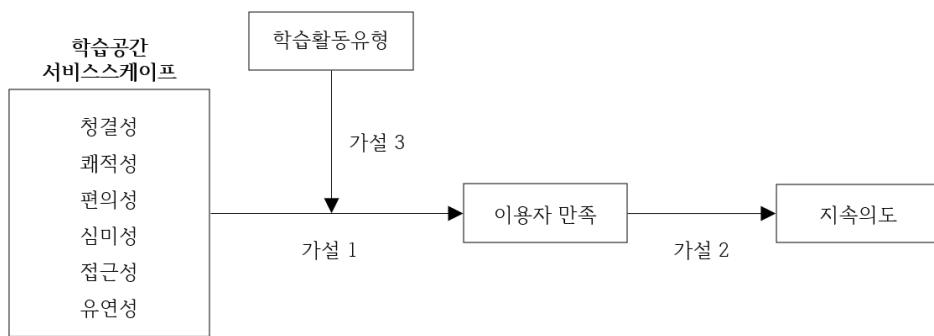 학습공간
서비스스케이프
청결성
쾌적성
편의성
심미성
접근성
유연성
학습활동유형
가설 3
가설 1
이용자 만족
가설 2
지속의도